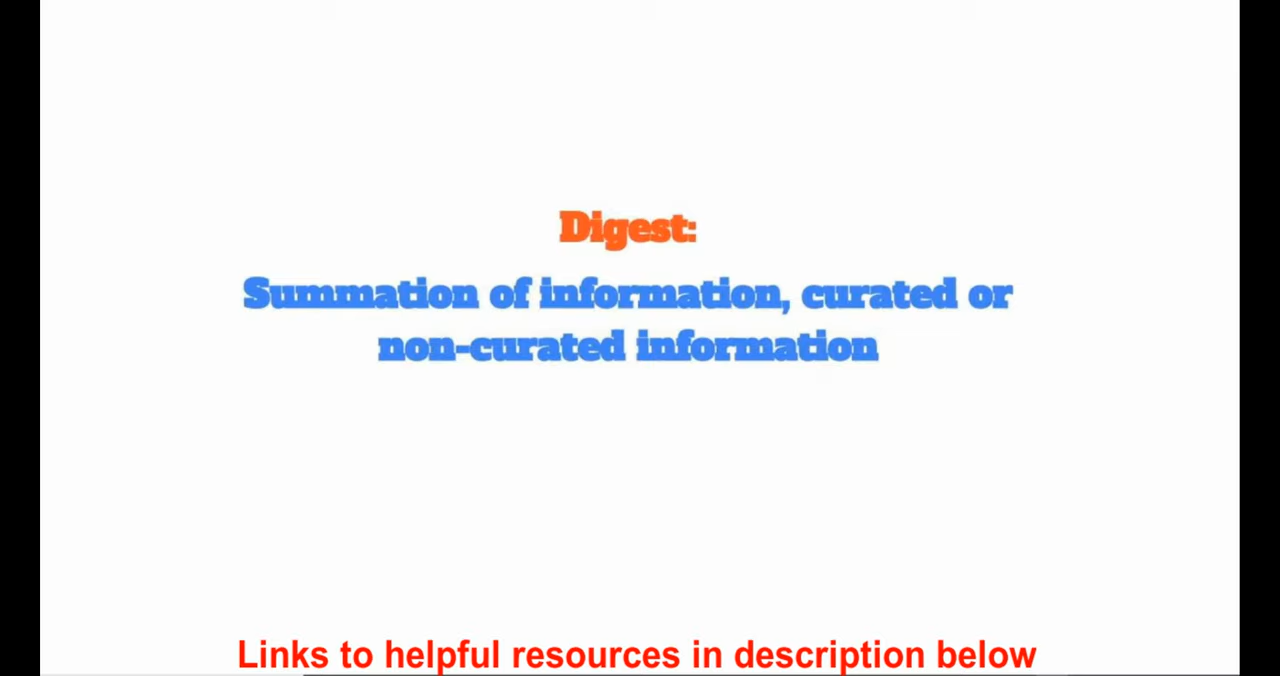 Digest:
Summation of information, curated or
non-curated information
Links to helpful resources in description below